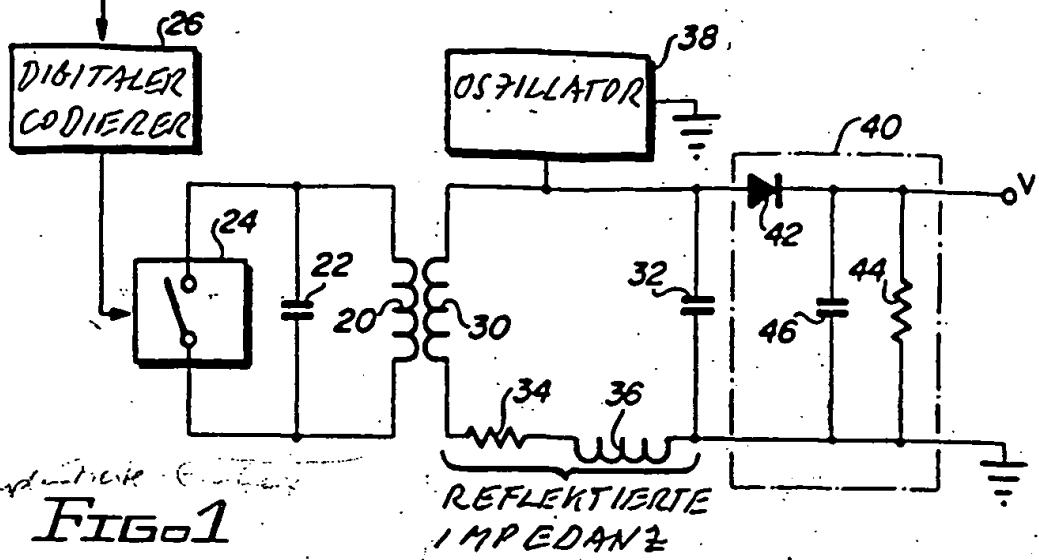 26
DIGITALER
CODIERER
38
OSZILLATOR
40
V
24
42
22
32
44
20
30
46
34
36
REFLEKTIERTE
IMPEDANZ
FIG.1